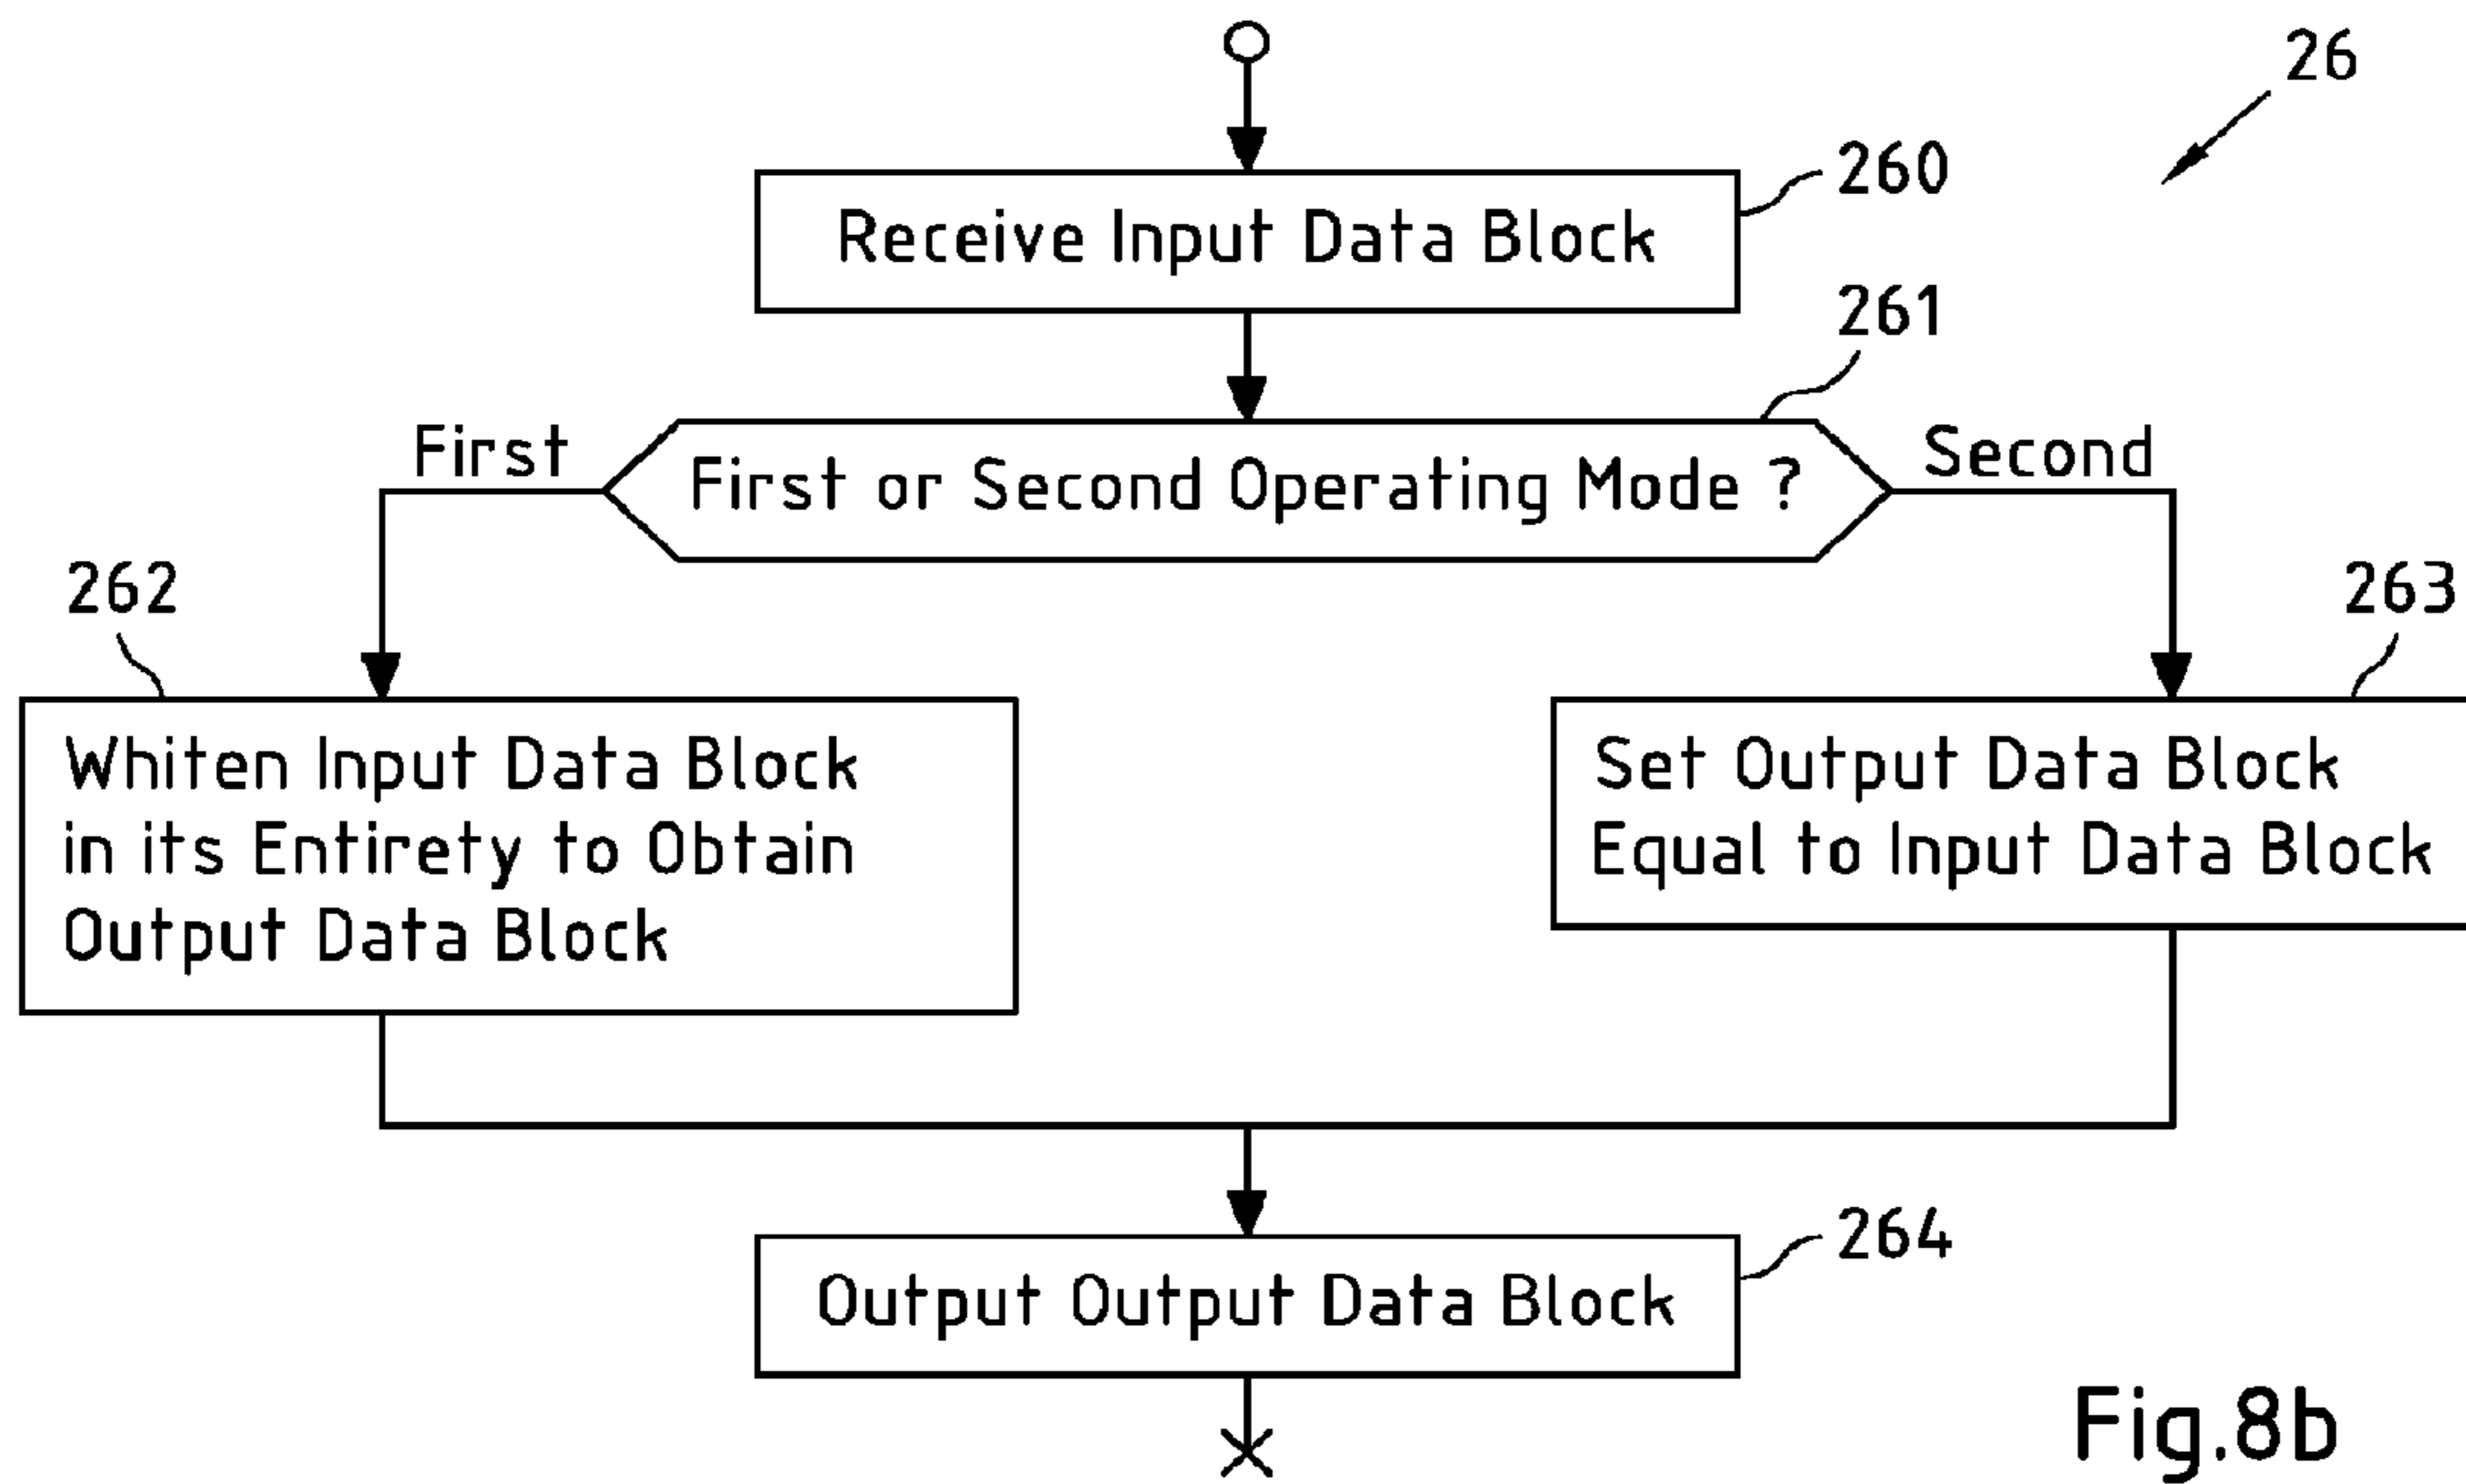 26
260
Receive Input Data Block
261
First
First or Second Operating Mode ?
Second
262
263
Whiten Input Data Block
in its Entirety to Obtain
Output Data Block
Set Output Data Block
Equal to Input Data Block
264
Output Output Data Block
Fig.8b